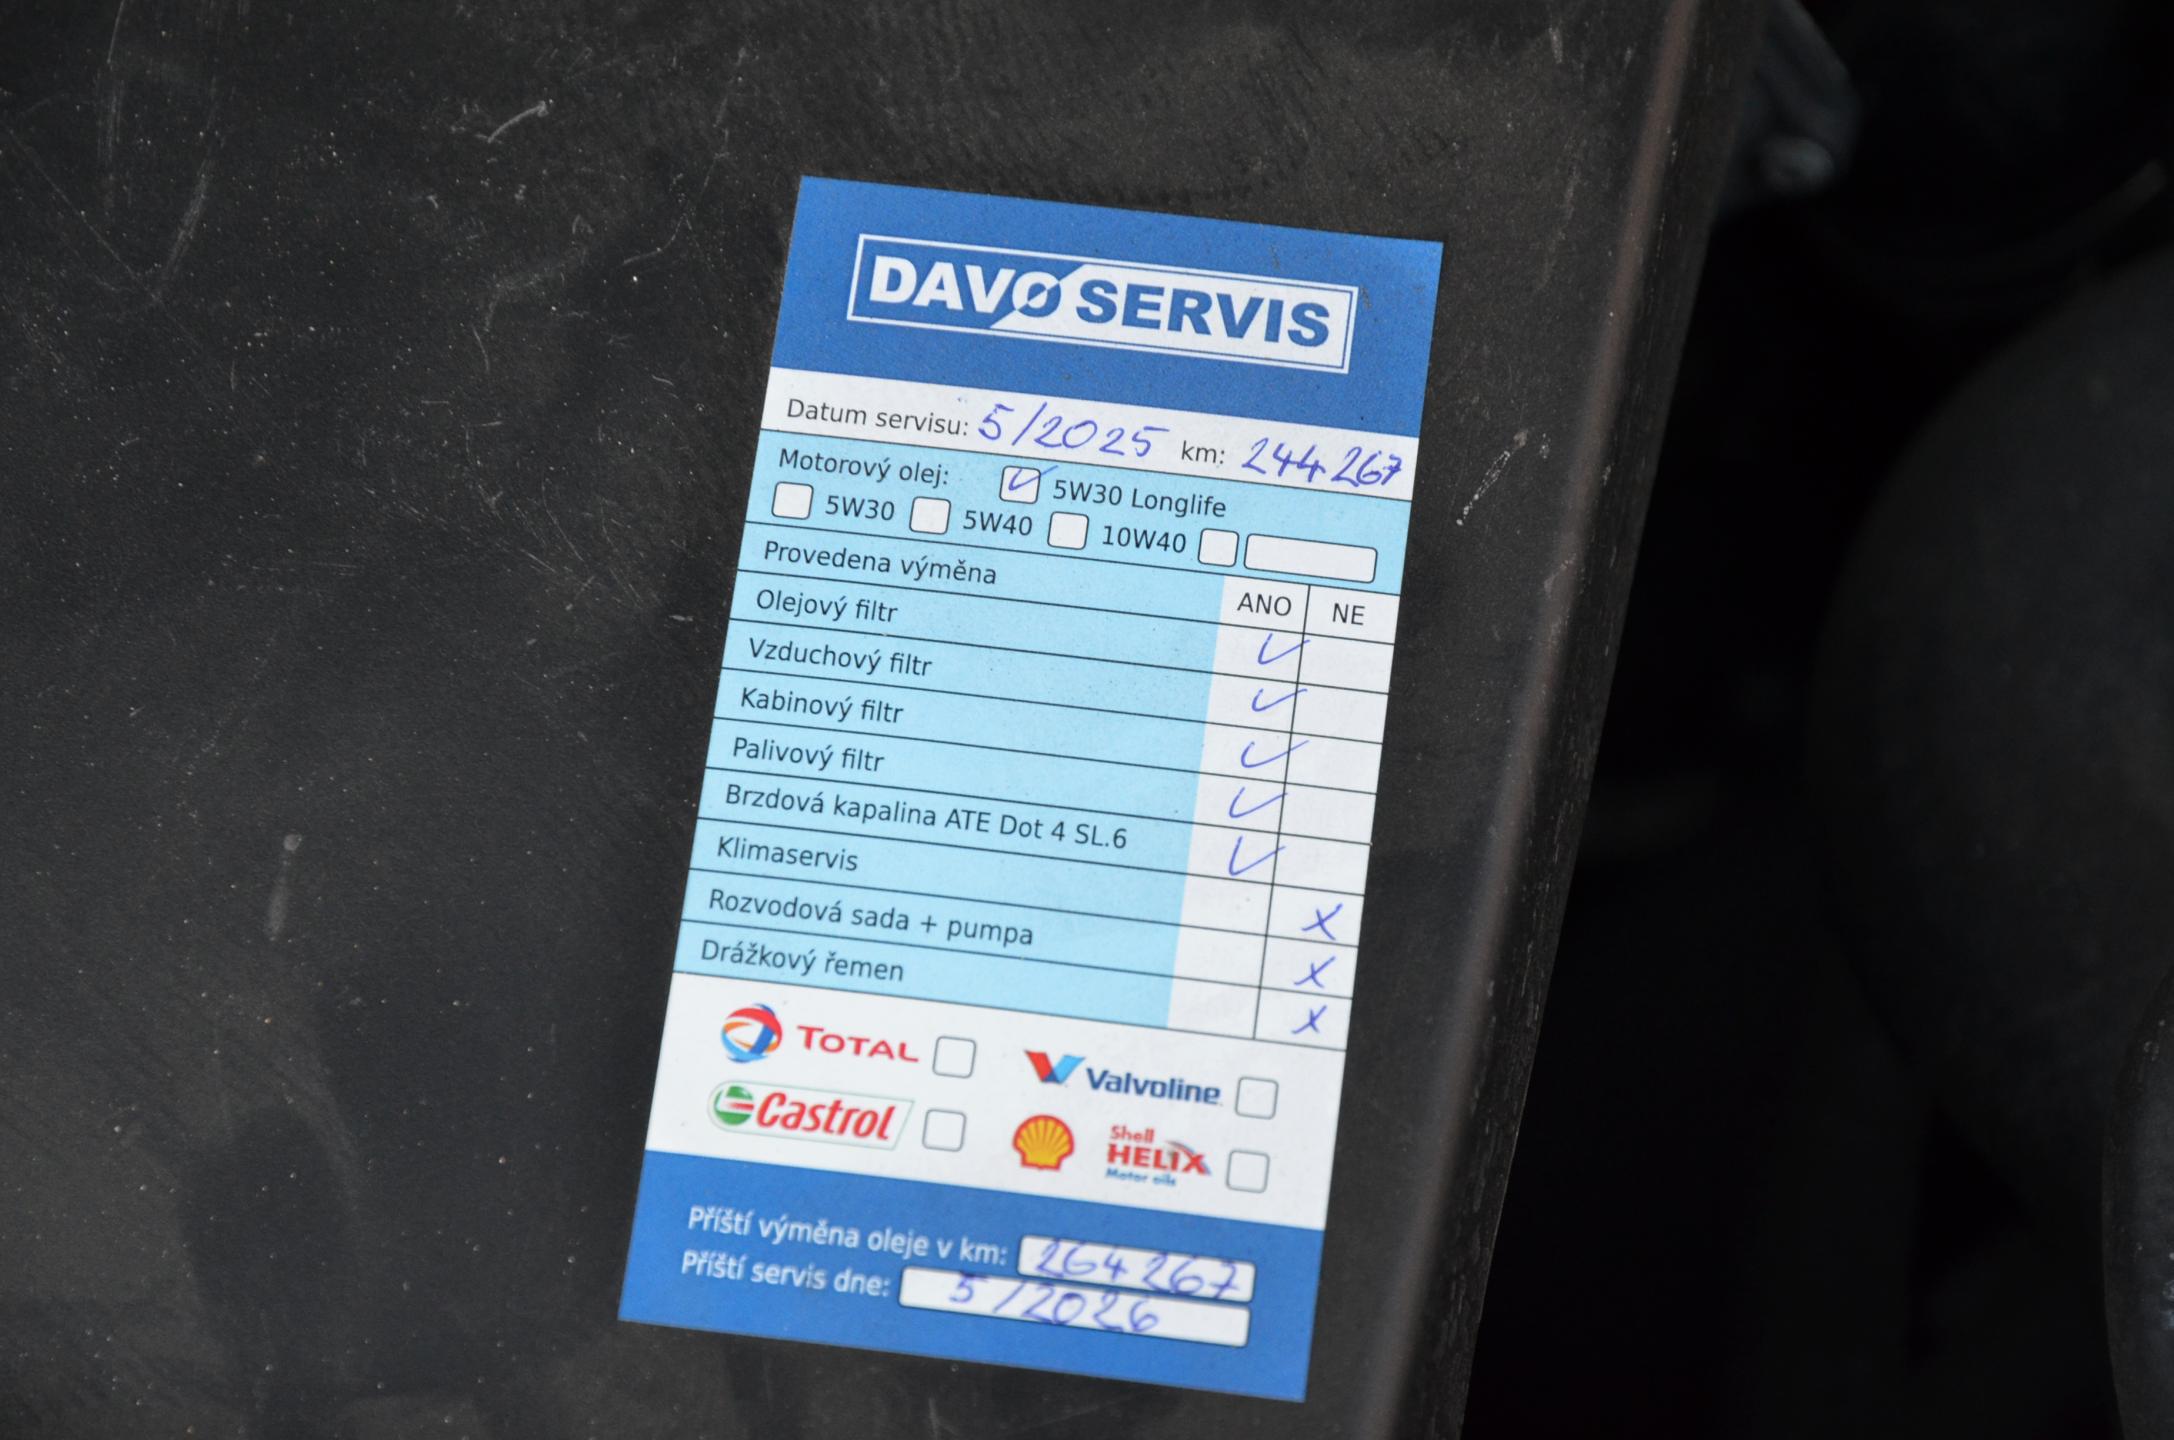 DAVO SERVIS
Datum servisu: 5/2025 km: 244 267
Motorový olej: ✓ 5W30 Longlife
5W30 5W40 10W40
Provedena výměna ANO NE
Olejový filtr ✓
Vzduchový filtr ✓
Kabinový filtr ✓
Palivový filtr ✓
Brzdová kapalina ATE Dot 4 SL.6 ✓
Klimaservis x
Rozvodová sada + pumpa x
Drážkový řemen x
TOTAL Valvoline
Castrol Shell HELIX Motor oils
Příští výměna oleje v km: 264 267
Příští servis dne: 5/2026